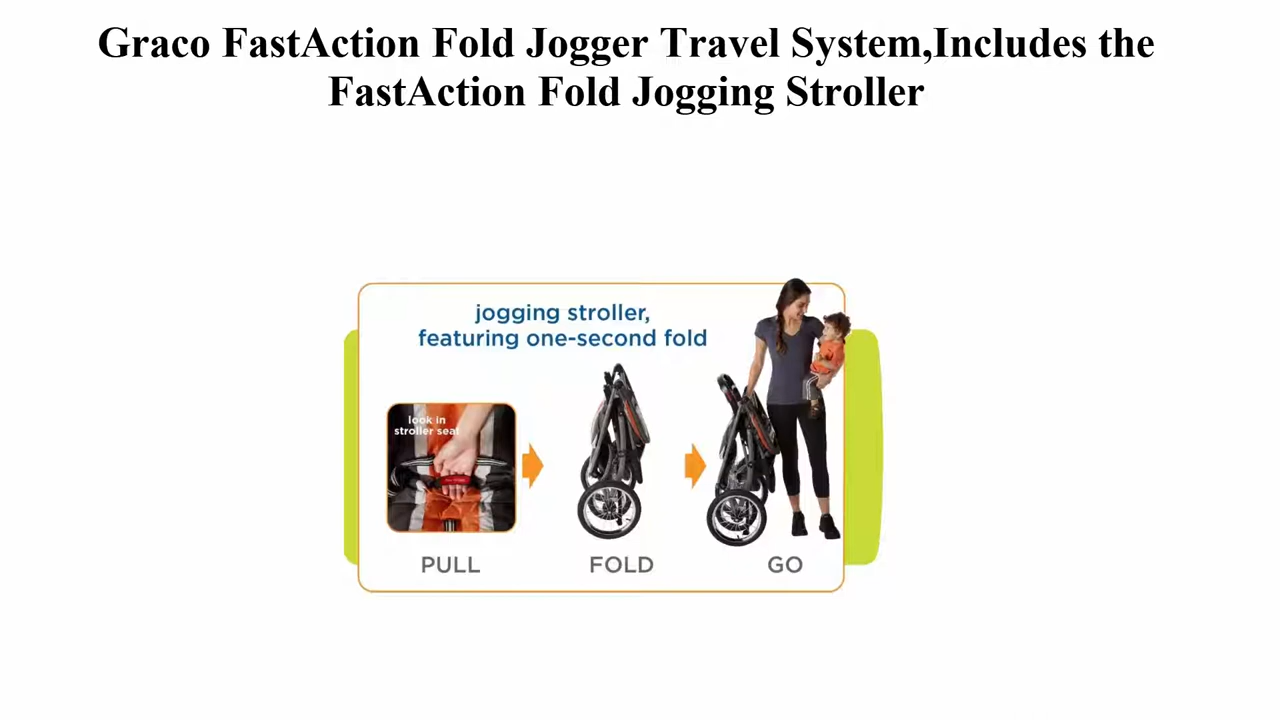 Graco FastAction Fold Jogger Travel System,Includes the
FastAction Fold Jogging Stroller
jogging stroller,
featuring one-second fold
look in
stroller seat
PULL
FOLD
GO